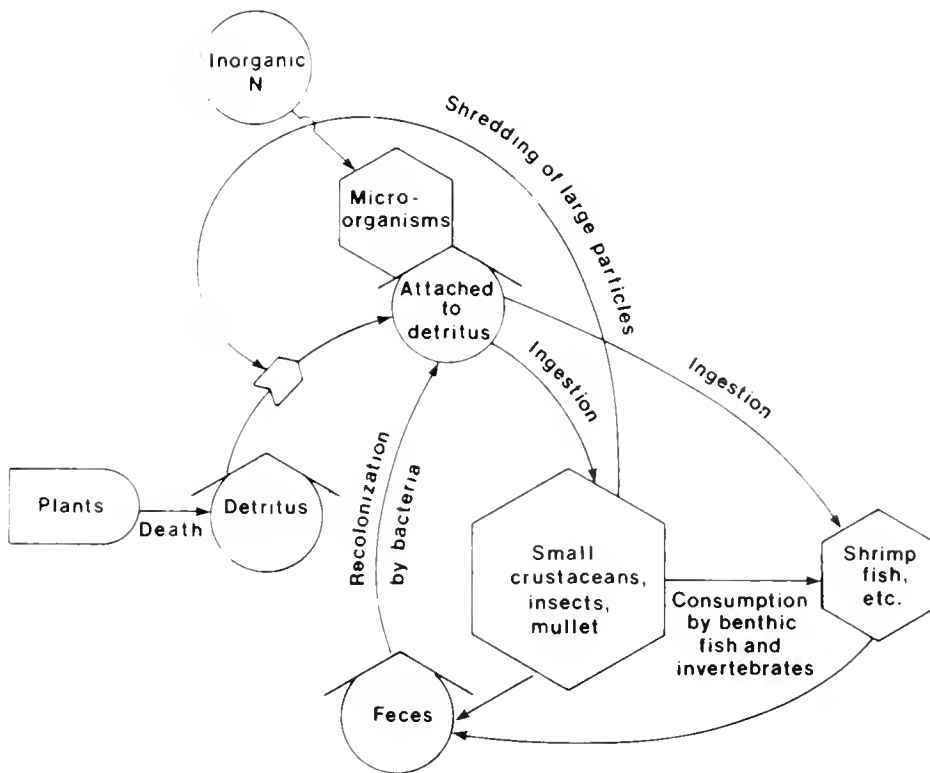 Inorganic
N
Shredding of large particles
Micro-
organisms
Attached
to
detritus
Ingestion
Ingestion
Recolonization
by bacteria
Plants
Death
Detritus
Small
crustaceans,
insects,
mullet
Shrimp
fish,
etc.
Consumption
by benthic
fish and
invertebrates
Feces